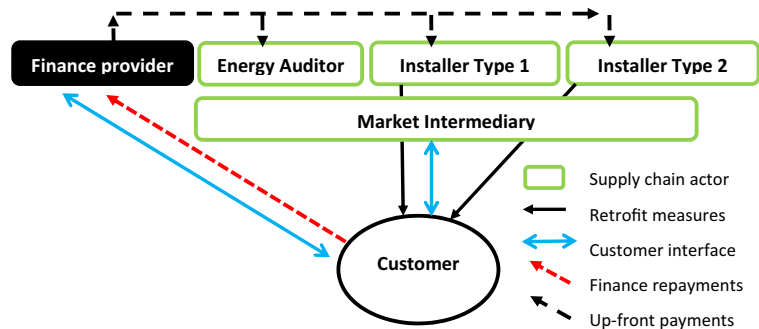 Finance provider
Energy Auditor
Installer Type 1
Installer Type 2
Market Intermediary
Customer
Supply chain actor
Retrofit measures
Customer interface
Finance repayments
Up-front payments